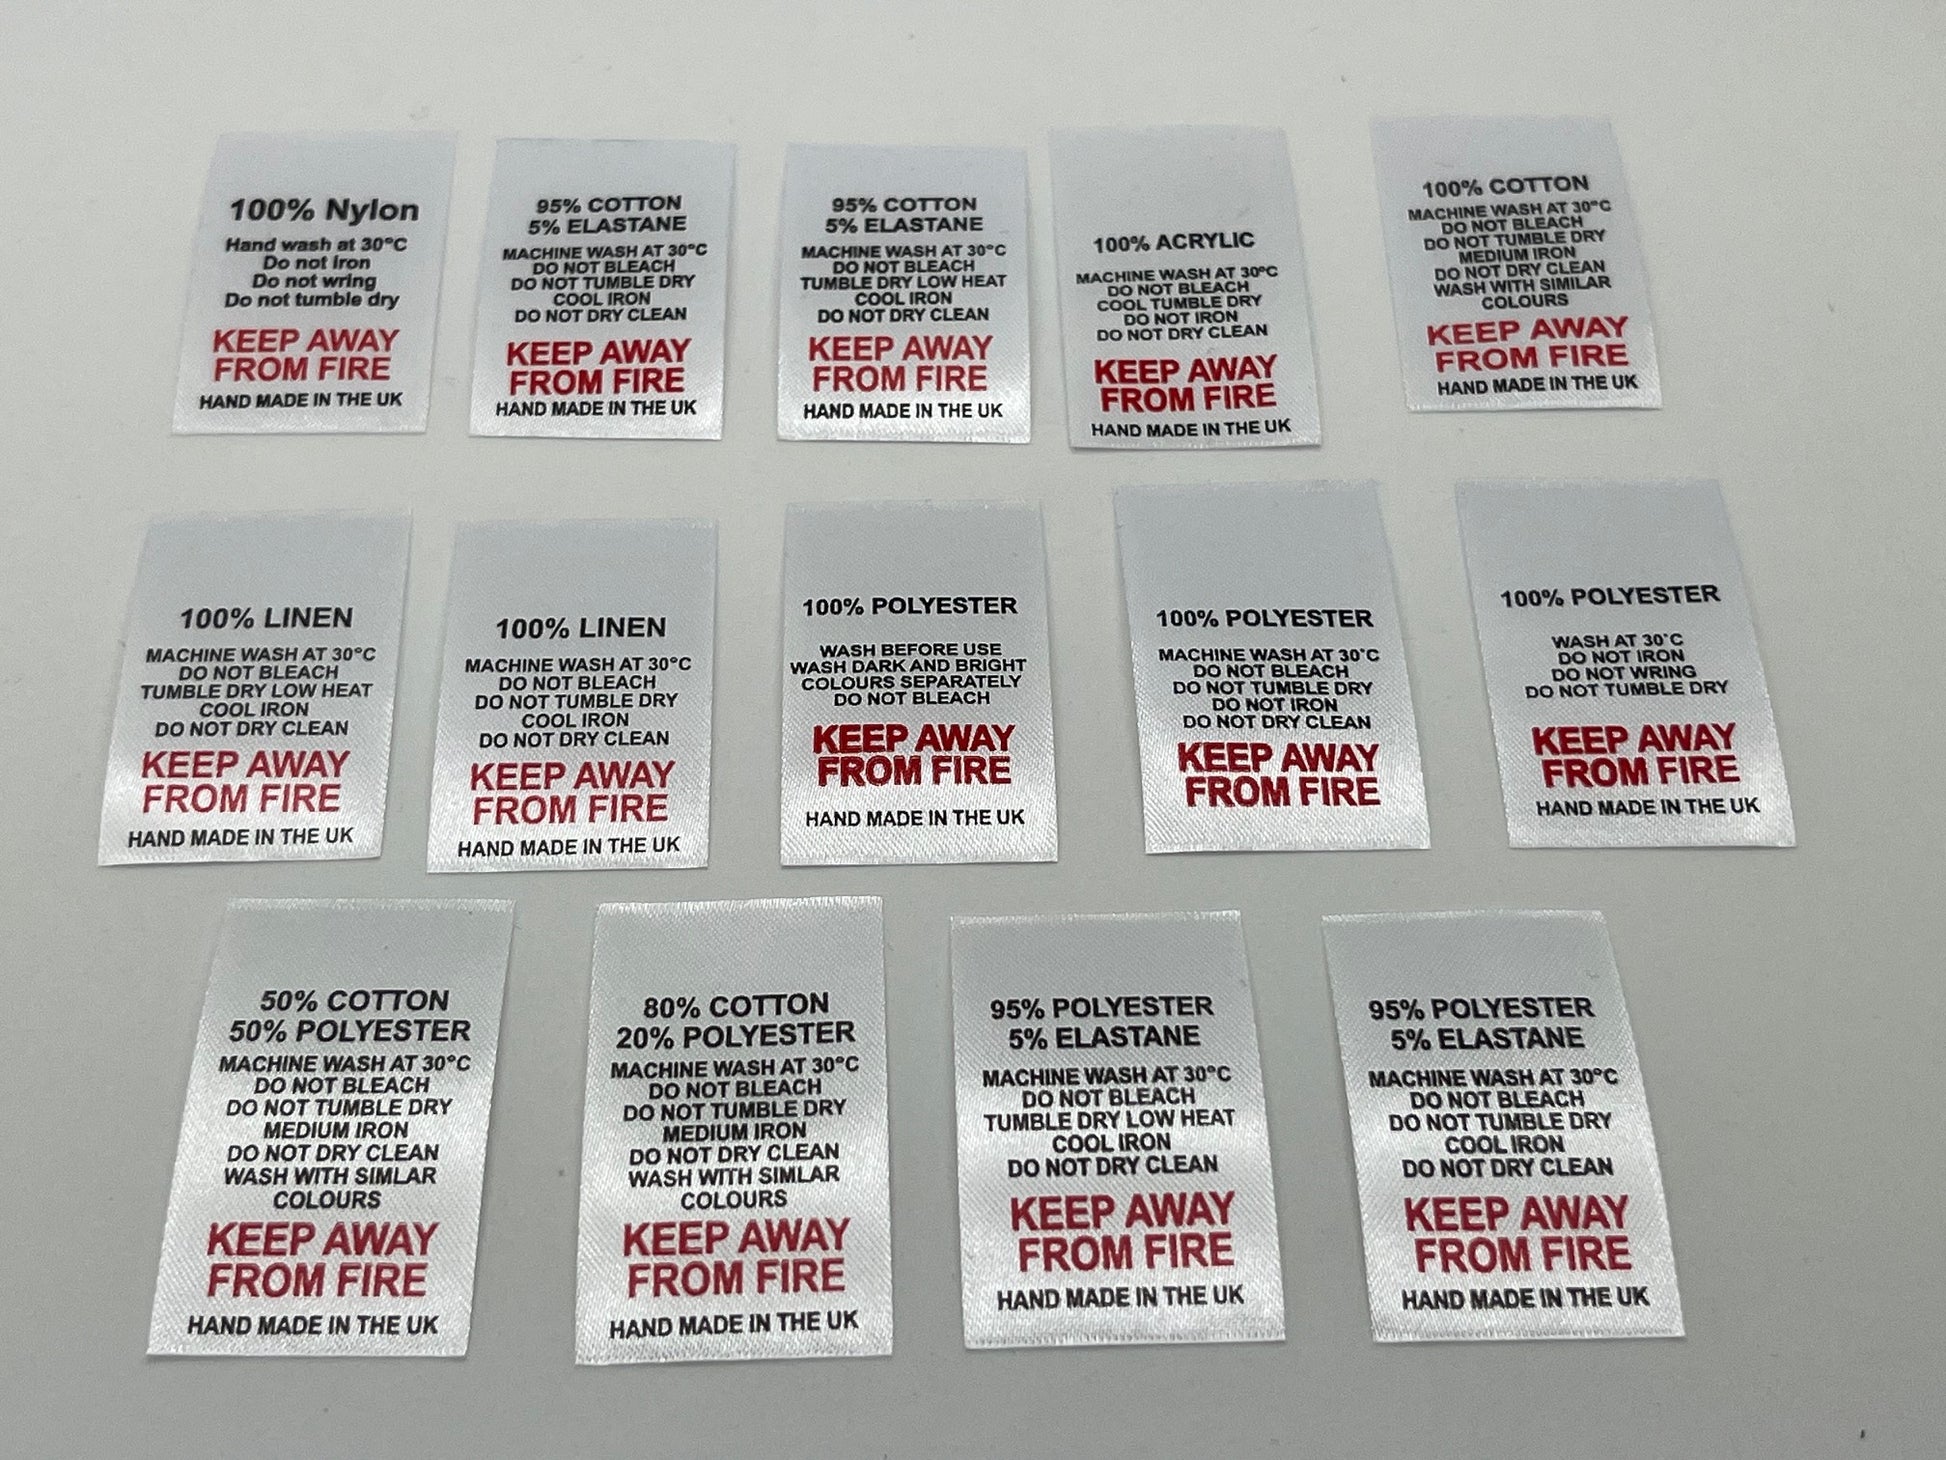 100% Nylon
Hand wash at 30°C
Do not Iron
Do not wring
Do not tumble dry
KEEP AWAY
FROM FIRE
HAND MADE IN THE UK
95% COTTON
5% ELASTANE
MACHINE WASH AT 30°C
DO NOT BLEACH
DO NOT TUMBLE DRY
COOL IRON
DO NOT DRY CLEAN
KEEP AWAY
FROM FIRE
HAND MADE IN THE UK
95% COTTON
5% ELASTANE
MACHINE WASH AT 30°C
DO NOT BLEACH
TUMBLE DRY LOW HEAT
COOL IRON
DO NOT DRY CLEAN
KEEP AWAY
FROM FIRE
HAND MADE IN THE UK
100% ACRYLIC
MACHINE WASH AT 30°C
DO NOT BLEACH
COOL TUMBLE DRY
DO NOT IRON
DO NOT DRY CLEAN
KEEP AWAY
FROM FIRE
HAND MADE IN THE UK
100% COTTON
MACHINE WASH AT 30°C
DO NOT BLEACH
DO NOT TUMBLE DRY
MEDIUM IRON
DO NOT DRY CLEAN
WASH WITH SIMILAR
COLOURS
KEEP AWAY
FROM FIRE
HAND MADE IN THE UK
100% LINEN
MACHINE WASH AT 30°C
DO NOT BLEACH
TUMBLE DRY LOW HEAT
COOL IRON
DO NOT DRY CLEAN
KEEP AWAY
FROM FIRE
HAND MADE IN THE UK
100% LINEN
MACHINE WASH AT 30°C
DO NOT BLEACH
DO NOT TUMBLE DRY
COOL IRON
DO NOT DRY CLEAN
KEEP AWAY
FROM FIRE
HAND MADE IN THE UK
100% POLYESTER
WASH BEFORE USE
WASH DARK AND BRIGHT
COLOURS SEPARATELY
DO NOT BLEACH
KEEP AWAY
FROM FIRE
HAND MADE IN THE UK
100% POLYESTER
MACHINE WASH AT 30°C
DO NOT BLEACH
DO NOT TUMBLE DRY
DO NOT IRON
DO NOT DRY CLEAN
KEEP AWAY
FROM FIRE
100% POLYESTER
WASH AT 30°C
DO NOT IRON
DO NOT WRING
DO NOT TUMBLE DRY
KEEP AWAY
FROM FIRE
HAND MADE IN THE UK
50% COTTON
50% POLYESTER
MACHINE WASH AT 30°C
DO NOT BLEACH
DO NOT TUMBLE DRY
MEDIUM IRON
DO NOT DRY CLEAN
WASH WITH SIMLAR
COLOURS
KEEP AWAY
FROM FIRE
HAND MADE IN THE UK
80% COTTON
20% POLYESTER
MACHINE WASH AT 30°C
DO NOT BLEACH
DO NOT TUMBLE DRY
MEDIUM IRON
DO NOT DRY CLEAN
WASH WITH SIMLAR
COLOURS
KEEP AWAY
FROM FIRE
HAND MADE IN THE UK
95% POLYESTER
5% ELASTANE
MACHINE WASH AT 30°C
DO NOT BLEACH
TUMBLE DRY LOW HEAT
COOL IRON
DO NOT DRY CLEAN
KEEP AWAY
FROM FIRE
HAND MADE IN THE UK
95% POLYESTER
5% ELASTANE
MACHINE WASH AT 30°C
DO NOT BLEACH
DO NOT TUMBLE DRY
COOL IRON
DO NOT DRY CLEAN
KEEP AWAY
FROM FIRE
HAND MADE IN THE UK